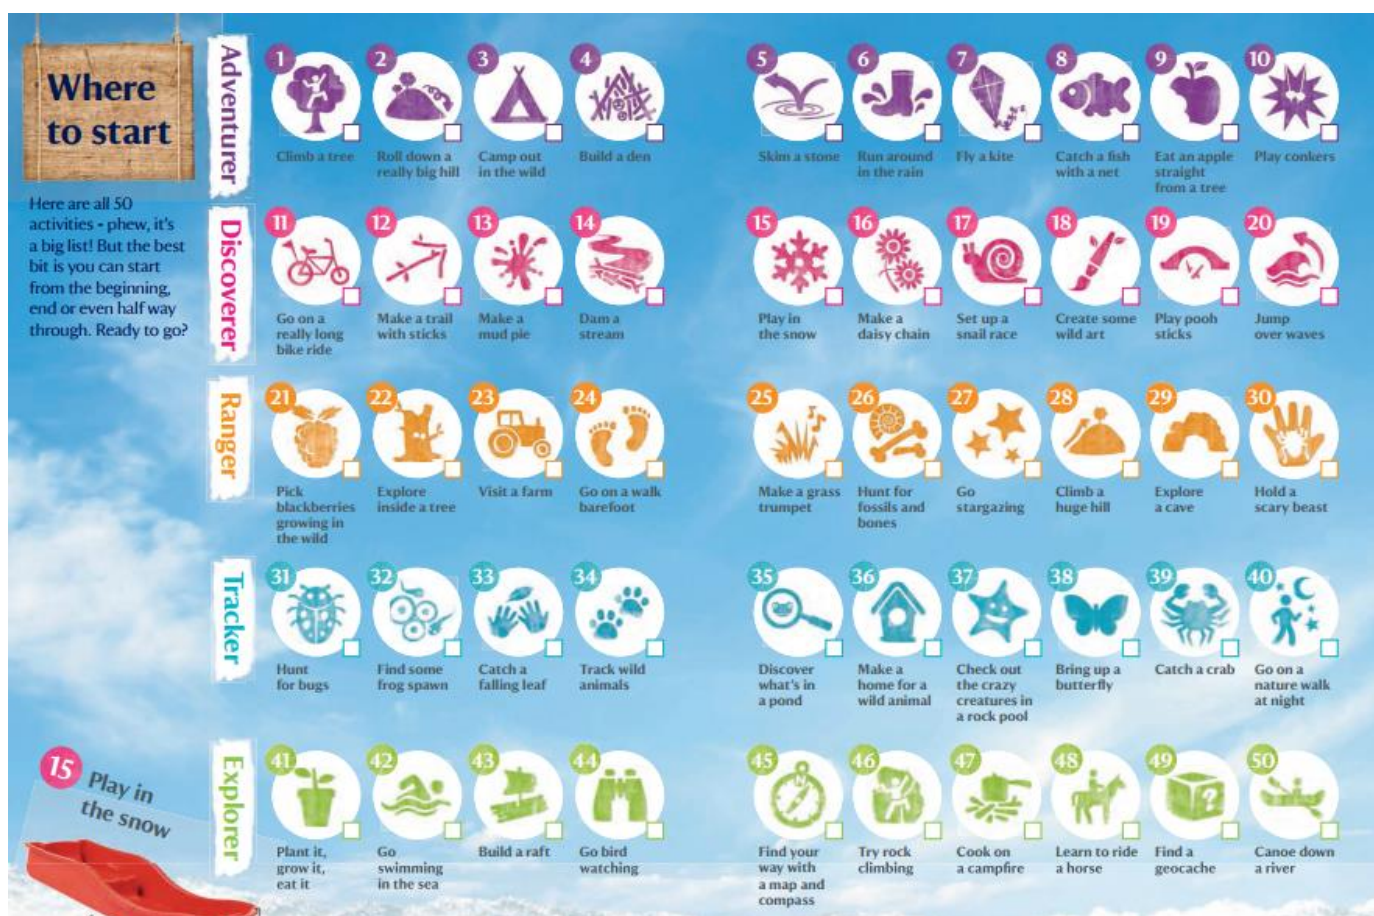 Where
to start
Here are all 50
activities - phew, it's
a big list! But the best
bit is you can start
from the beginning,
end or even half way
through. Ready to go?
Adventurer
1
Climb a tree
2
Roll down a
really big hill
3
Camp out
in the wild
4
Build a den
5
Skim a stone
6
Run around
in the rain
7
Fly a kite
8
Catch a fish
with a net
9
Eat an apple
straight
from a tree
10
Play conkers
Discoverer
11
Go on a
really long
bike ride
12
Make a trail
with sticks
13
Make a
mud pie
14
Dam a
stream
15
Play in
the snow
16
Make a
daisy chain
17
Set up a
snail race
18
Create some
wild art
19
Play pooh
sticks
20
Jump
over waves
Ranger
21
Pick
blackberries
growing in
the wild
22
Explore
inside a tree
23
Visit a farm
24
Go on a walk
barefoot
25
Make a grass
trumpet
26
Hunt for
fossils and
bones
27
Go
stargazing
28
Climb a
huge hill
29
Explore
a cave
30
Hold a
scary beast
Tracker
31
Hunt
for bugs
32
Find some
frog spawn
33
Catch a
falling leaf
34
Track wild
animals
35
Discover
what's in
a pond
36
Make a
home for a
wild animal
37
Check out
the crazy
creatures in
a rock pool
38
Bring up a
butterfly
39
Catch a crab
40
Go on a
nature walk
at night
Explorer
41
Plant it,
grow it,
eat it
42
Go
swimming
in the sea
43
Build a raft
44
Go bird
watching
45
N
Find your
way with
a map and
compass
46
Try rock
climbing
47
Cook on
a campfire
48
Learn to ride
a horse
49
?
Find a
geocache
50
Canoe down
a river
15
Play in
the snow